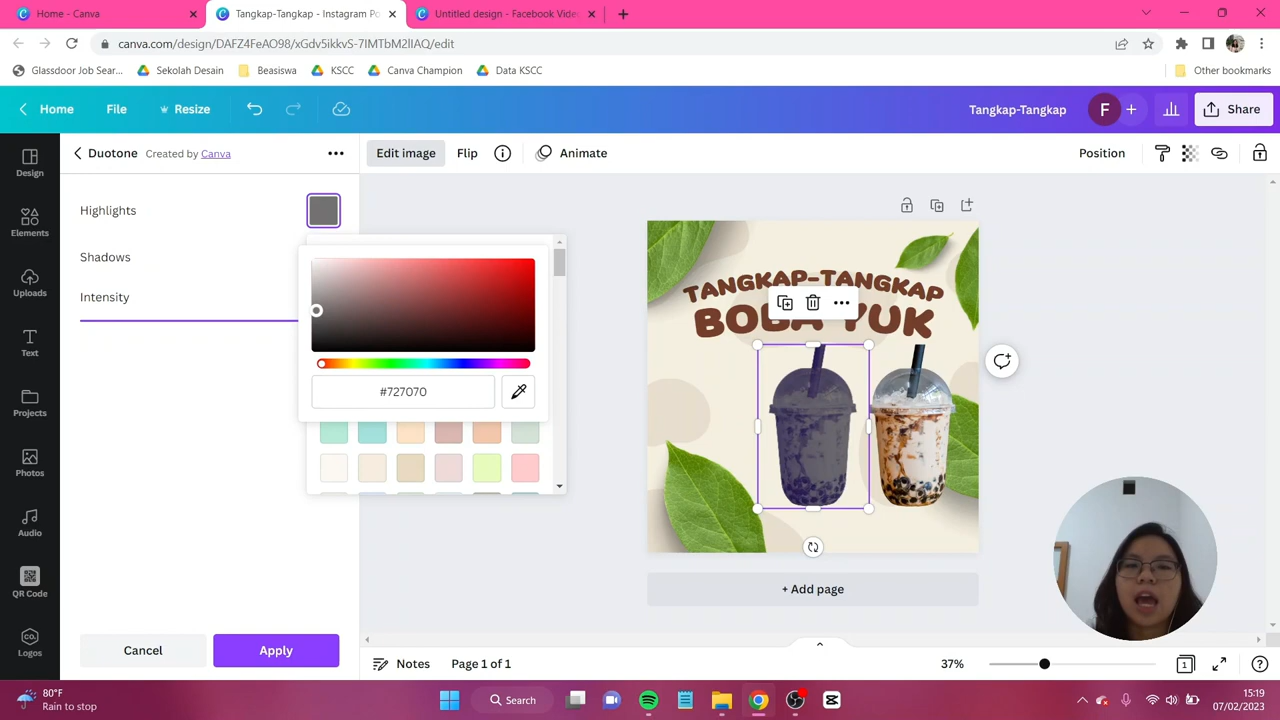 Home - Canva
Tangkap-Tangkap - Instagram Po
Untitled design - Facebook Vide
canva.com/design/DAFZ4FeAO98/xGdv5ikkvS-7IMTbM2lIAQ/edit
Glassdoor Job Sear...
Sekolah Desain
Beasiswa
KSCC
Canva Champion
Data KSCC
Other bookmarks
Home
File
Resize
Tangkap-Tangkap
F
Share
Duotone
Created by Canva
Edit image
Flip
Animate
Position
Design
Elements
Uploads
Text
Projects
Photos
Audio
QR Code
Logos
Highlights
Shadows
Intensity
#727070
TANGKAP-TANGKAP
BOBA YUK
+ Add page
Cancel
Apply
Notes
Page 1 of 1
37%
1
80°F
Rain to stop
Search
15:19
07/02/2023